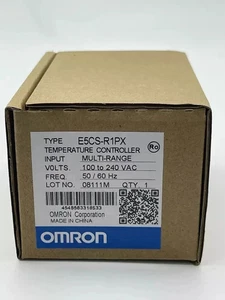 TYPE E5CS-R1PX
TEMPERATURE CONTROLLER
INPUT MULTI-RANGE
VOLTS. 100 to 240 VAC
FREQ. 50 / 60 Hz
LOT NO. 08111M QTY. 1
OMRON Corporation
MADE IN CHINA
OMRON